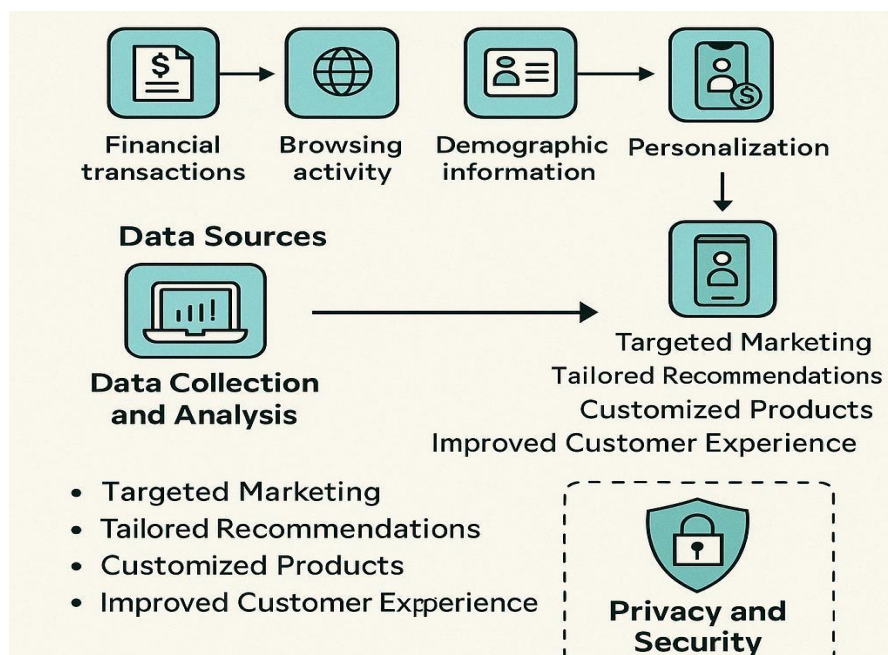 $
Financial
transactions
Browsing
activity
Demographic
information
$
Personalization
Data Sources
Data Collection
and Analysis
Targeted Marketing
Tailored Recommendations
Customized Products
Improved Customer Experience
• Targeted Marketing
• Tailored Recommendations
• Customized Products
• Improved Customer Expperience
Privacy and
Security